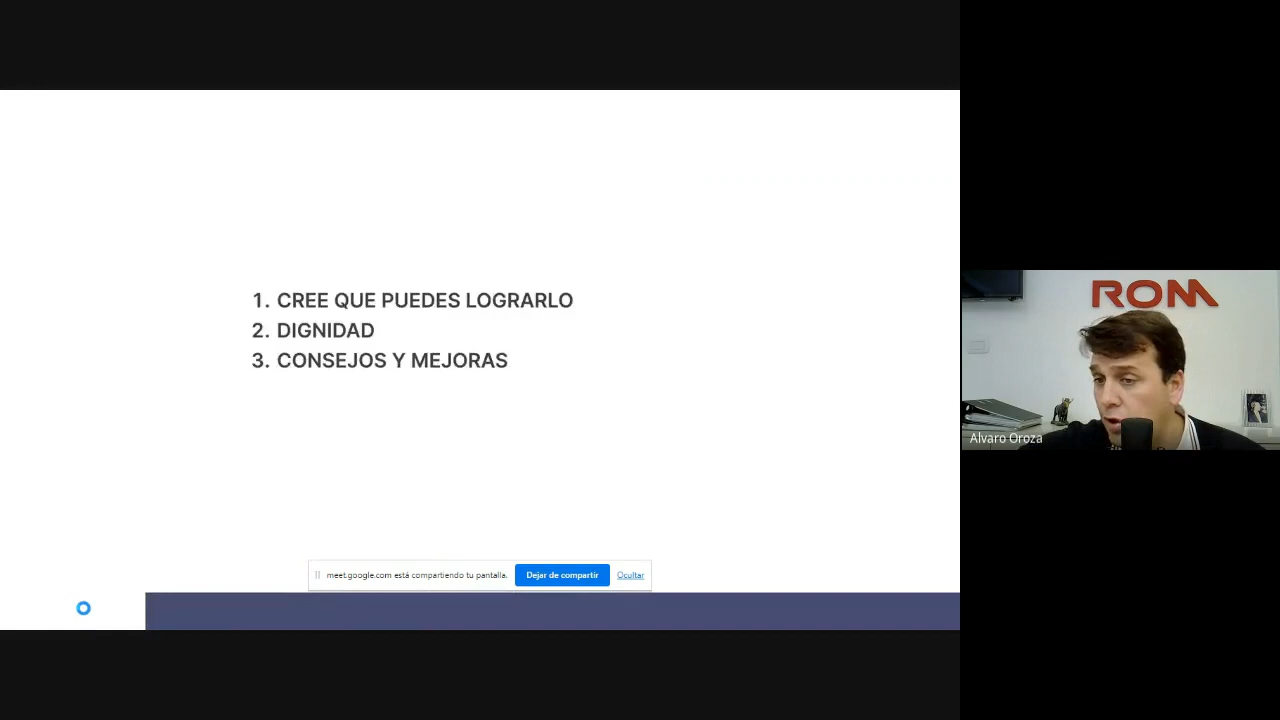 1. CREE QUE PUEDES LOGRARLO
2. DIGNIDAD
3. CONSEJOS Y MEJORAS
meet.google.com está compartiendo tu pantalla. Dejar de compartir Ocultar
ROM
Alvaro Oroza